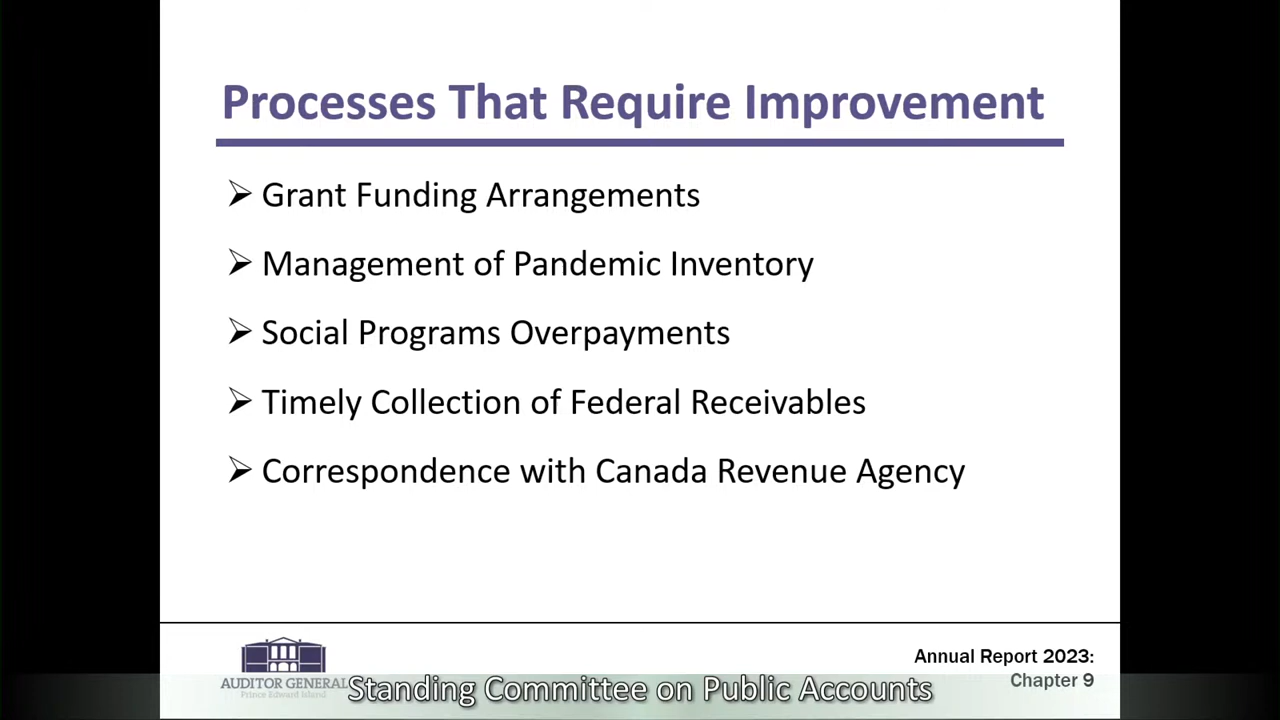 Processes That Require Improvement
Grant Funding Arrangements
Management of Pandemic Inventory
Social Programs Overpayments
Timely Collection of Federal Receivables
Correspondence with Canada Revenue Agency
Annual Report 2023:
Chapter 9
AUDITOR GENERAL
Prince Edward Island
Standing Committee on Public Accounts